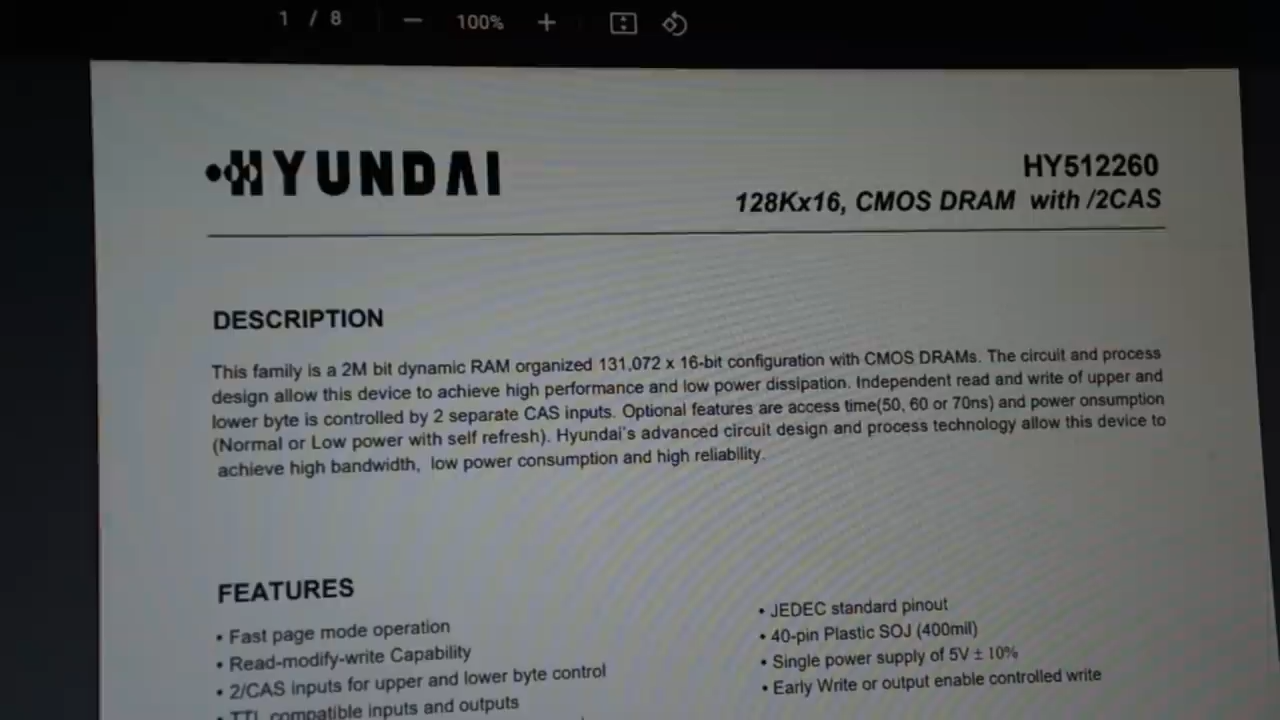 1 / 8 100%
HYUNDAI
HY512260
128Kx16, CMOS DRAM with /2CAS
DESCRIPTION
This family is a 2M bit dynamic RAM organized 131,072 x 16-bit configuration with CMOS DRAMs. The circuit and process
design allow this device to achieve high performance and low power dissipation. Independent read and write of upper and
lower byte is controlled by 2 separate CAS inputs. Optional features are access time(50, 60 or 70ns) and power onsumption
(Normal or Low power with self refresh). Hyundai's advanced circuit design and process technology allow this device to
achieve high bandwidth, low power consumption and high reliability.
FEATURES
• Fast page mode operation
• Read-modify-write Capability
• 2/CAS inputs for upper and lower byte control
• TTL compatible inputs and outputs
• JEDEC standard pinout
• 40-pin Plastic SOJ (400mil)
• Single power supply of 5V ± 10%
• Early Write or output enable controlled write